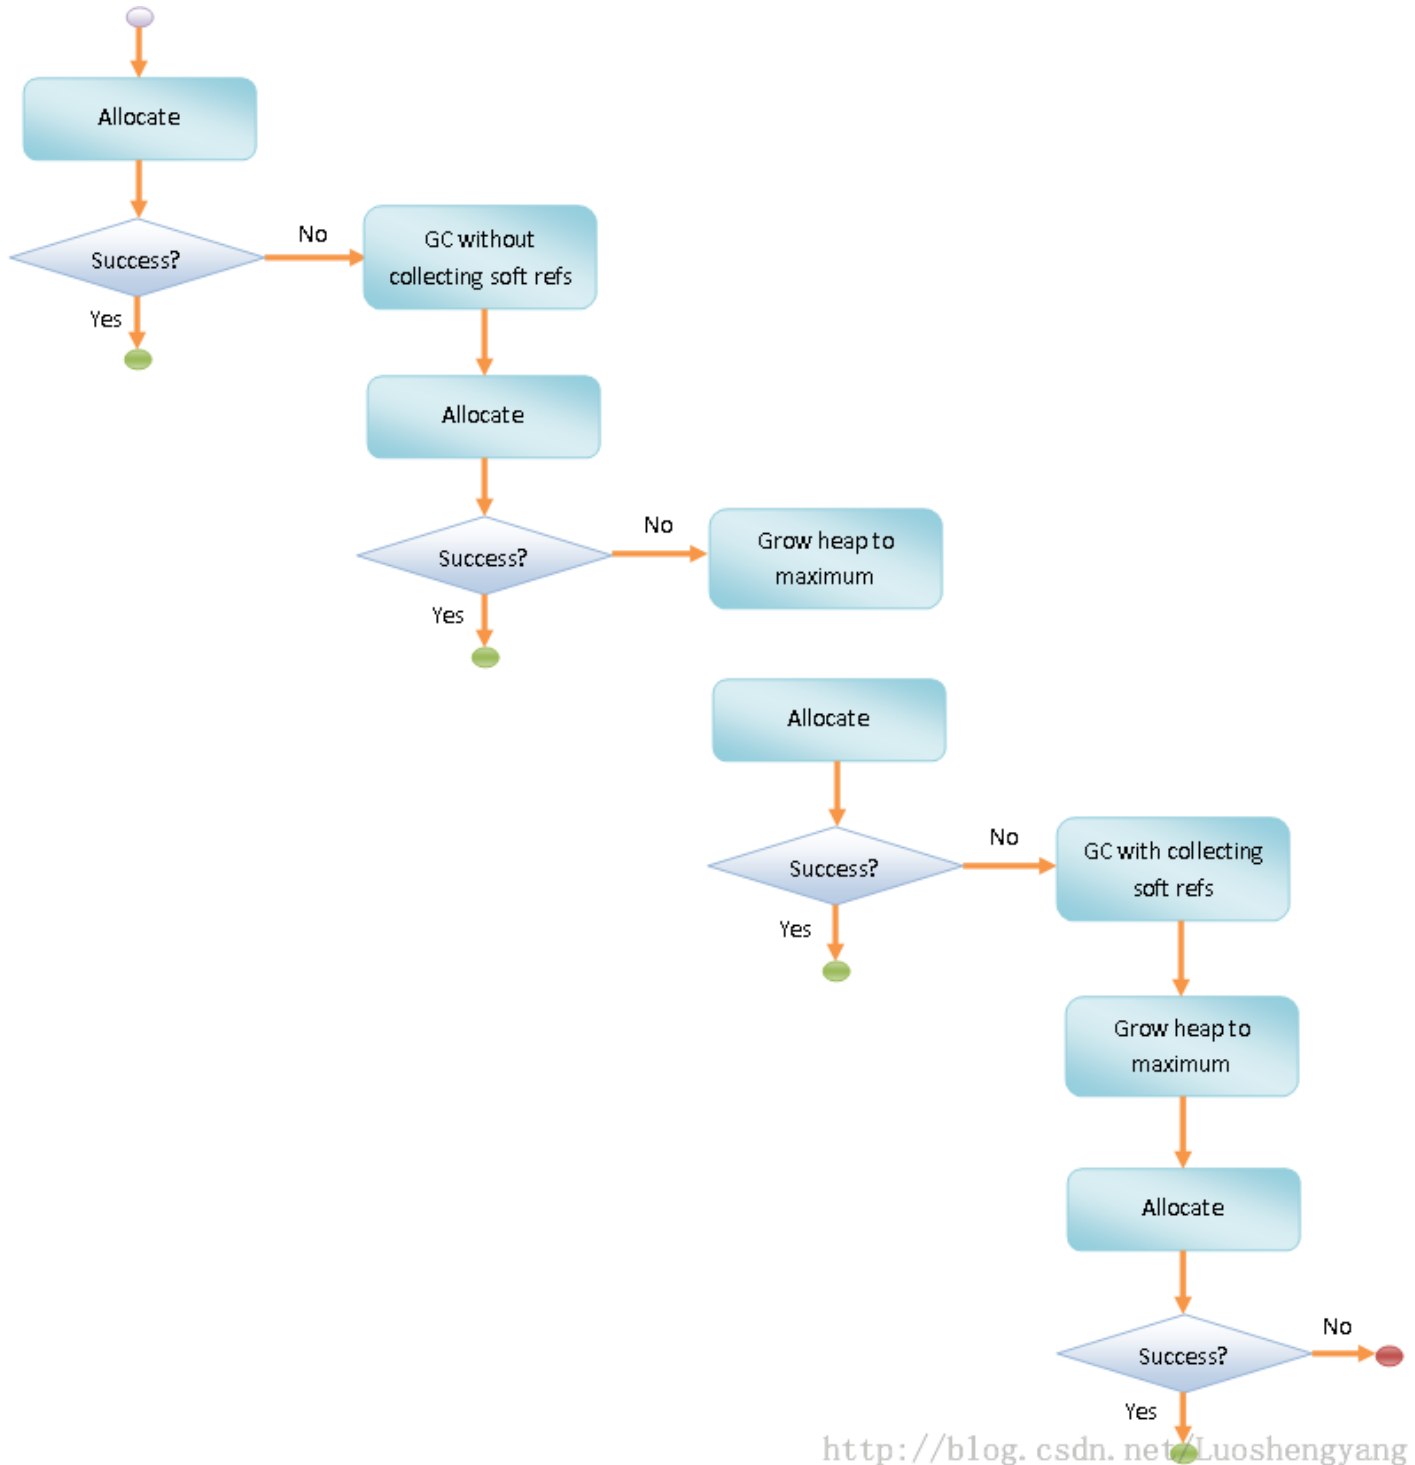 Allocate
Success?
No
GC without
collecting soft refs
Yes
Allocate
Success?
No
Grow heap to
maximum
Yes
Allocate
Success?
No
GC with collecting
soft refs
Yes
Grow heap to
maximum
Allocate
Success?
No
Yes
http://blog.csdn.net/Luoshengyang